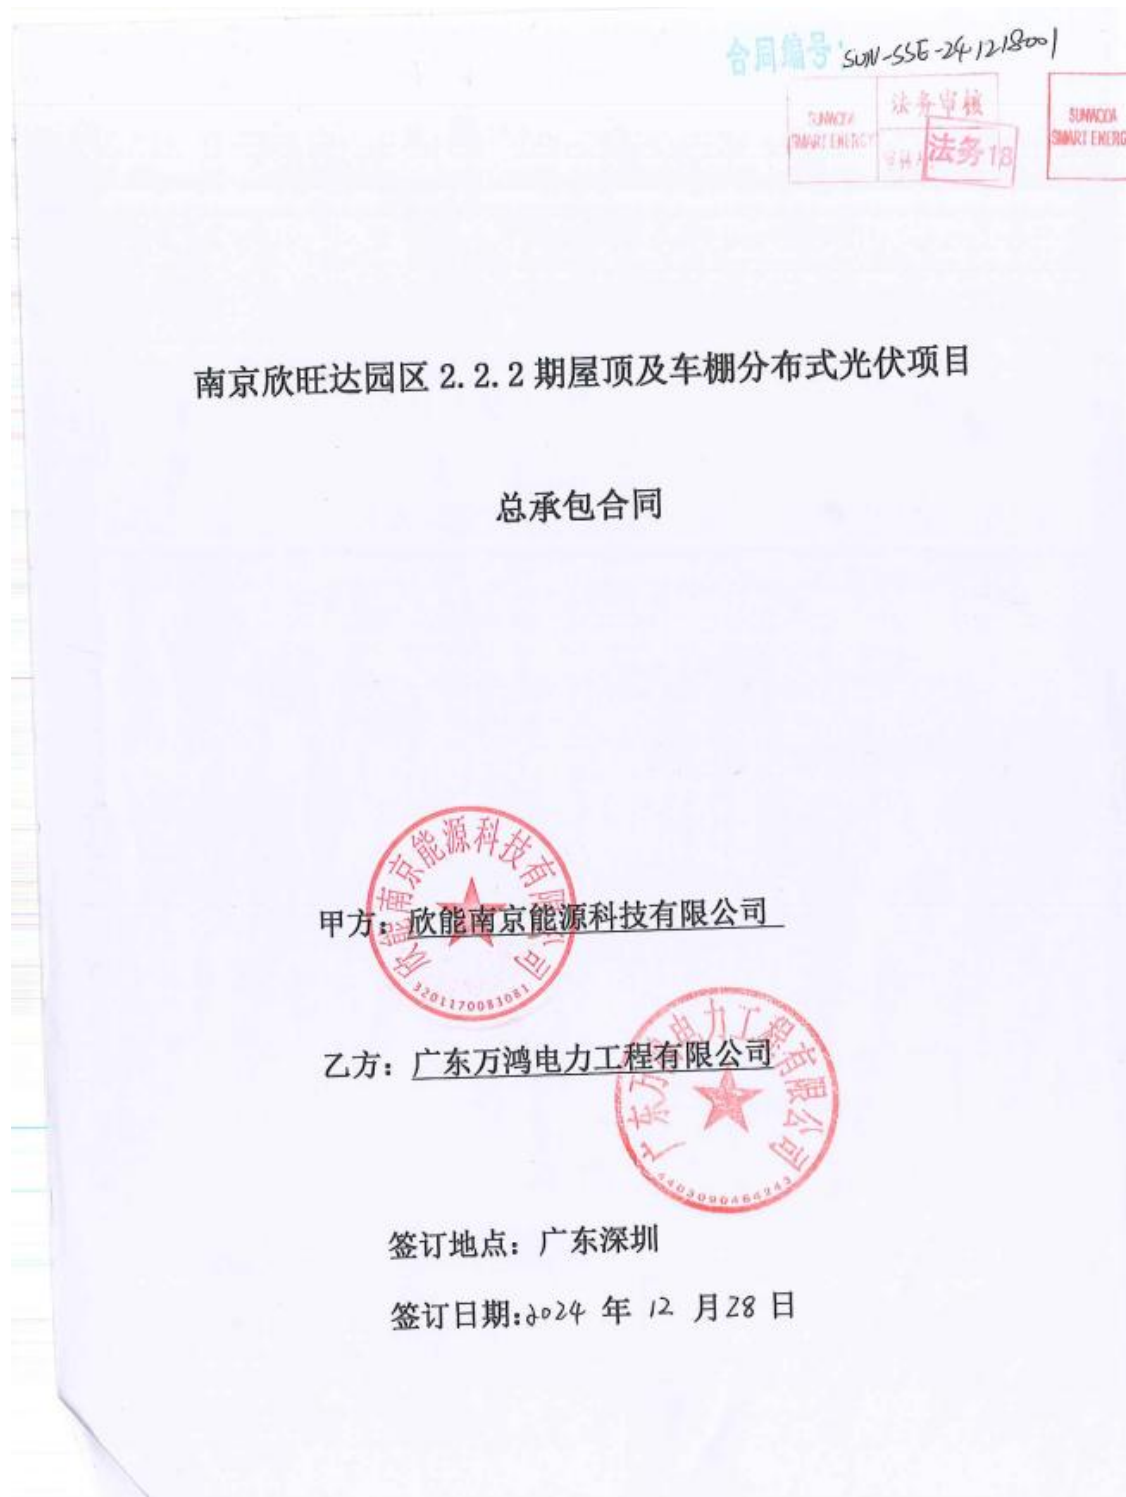 合同编号: SUN-SSE-241218001
SUNWODA
SMART ENERGY
法务审核
法务18
SUNWODA
SMART ENERG
南京欣旺达园区 2.2.2 期屋顶及车棚分布式光伏项目
总承包合同
欣能南京能源科技有限公司
甲方：欣能南京能源科技有限公司
3201170083081
广东万鸿电力工程有限公司
乙方：广东万鸿电力工程有限公司
4403090464243
签订地点：广东深圳
签订日期:2024 年 12 月 28 日